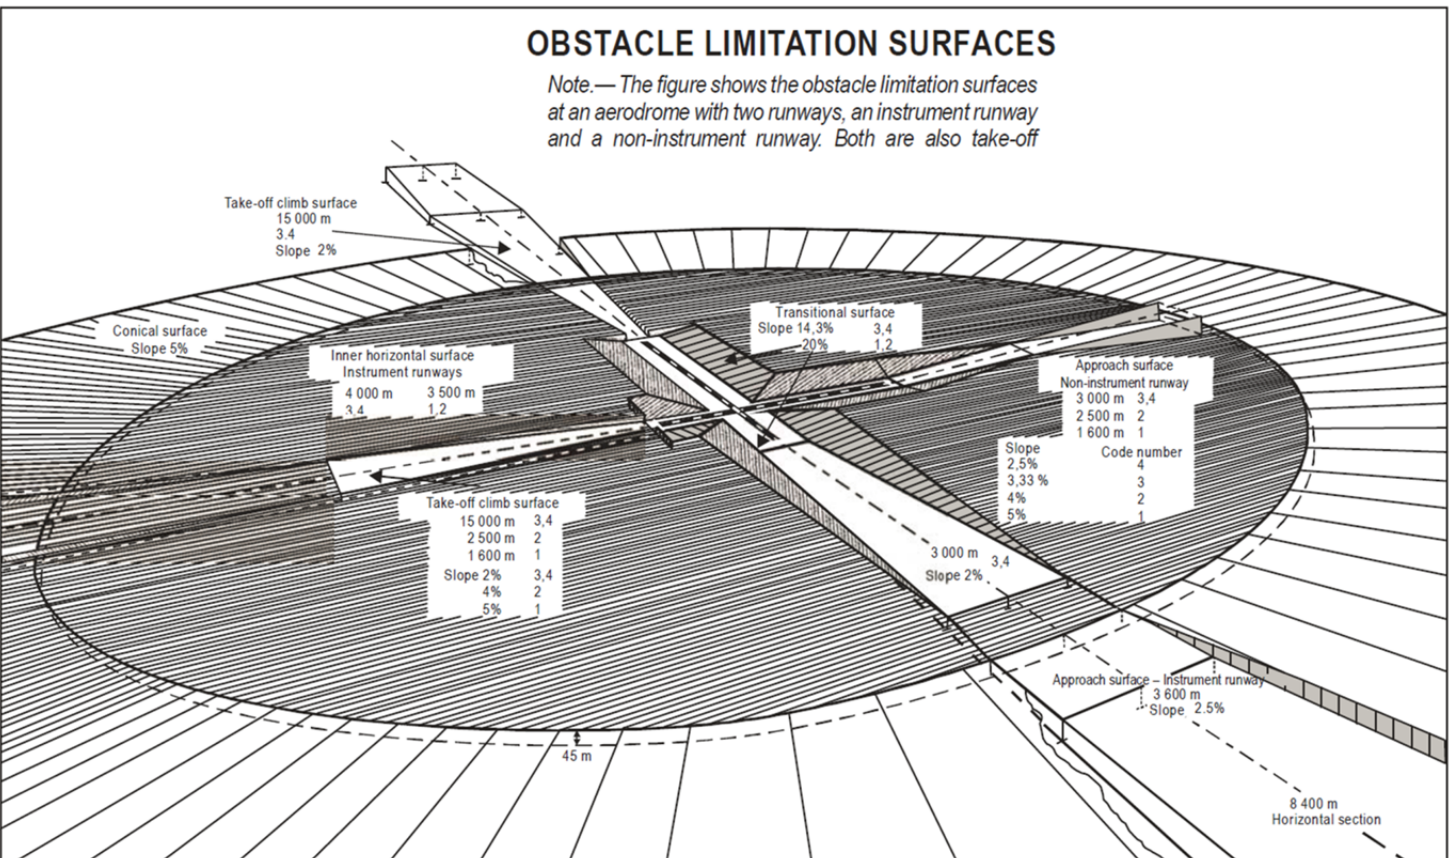 OBSTACLE LIMITATION SURFACES
Note.— The figure shows the obstacle limitation surfaces
at an aerodrome with two runways, an instrument runway
and a non-instrument runway. Both are also take-off
Take-off climb surface
15 000 m
3.4
Slope 2%
Conical surface
Slope 5%
Transitional surface
Slope 14,3% 3,4
20% 1,2
Inner horizontal surface
Instrument runways
4 000 m 3 500 m
3,4 1,2
Approach surface
Non-instrument runway
3 000 m 3,4
2 500 m 2
1 600 m 1
Slope Code number
2,5% 4
3,33 % 3
4% 2
5% 1
Take-off climb surface
15 000 m 3,4
2 500 m 2
1 600 m 1
Slope 2% 3,4
4% 2
5% 1
3 000 m 3,4
Slope 2%
Approach surface – Instrument runway
3 600 m
Slope 2.5%
45 m
8 400 m
Horizontal section